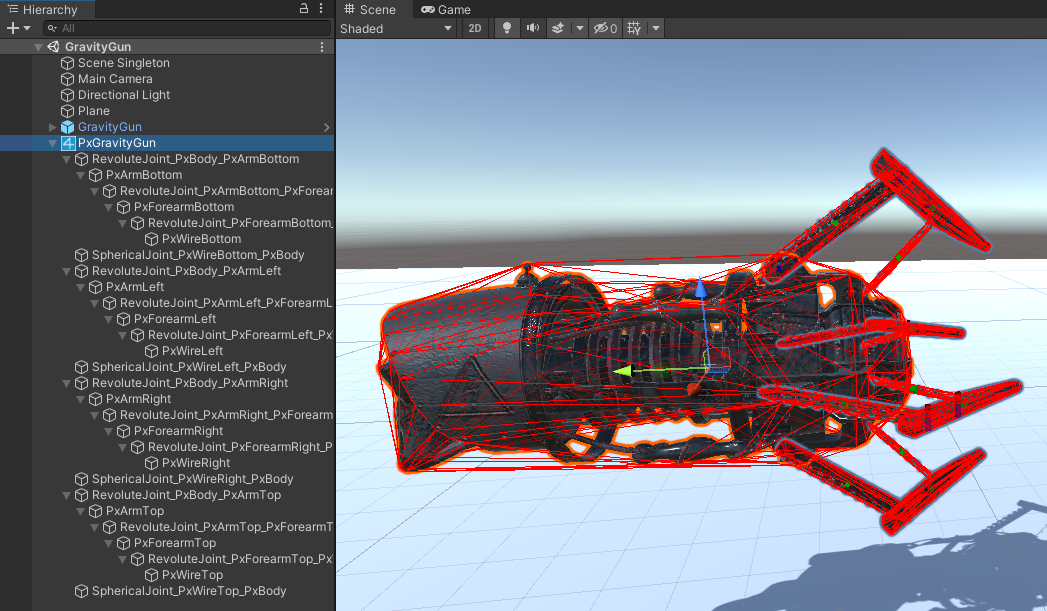 Hierarchy
All
GravityGun
Scene Singleton
Main Camera
Directional Light
Plane
GravityGun
PxGravityGun
RevoluteJoint_PxBody_PxArmBottom
PxArmBottom
RevoluteJoint_PxArmBottom_PxForear
PxForearmBottom
RevoluteJoint_PxForearmBottom_
PxWireBottom
SphericalJoint_PxWireBottom_PxBody
RevoluteJoint_PxBody_PxArmLeft
PxArmLeft
RevoluteJoint_PxArmLeft_PxForearmL
PxForearmLeft
RevoluteJoint_PxForearmLeft_Px
PxWireLeft
SphericalJoint_PxWireLeft_PxBody
RevoluteJoint_PxBody_PxArmRight
PxArmRight
RevoluteJoint_PxArmRight_PxForearm
PxForearmRight
RevoluteJoint_PxForearmRight_P
PxWireRight
SphericalJoint_PxWireRight_PxBody
RevoluteJoint_PxBody_PxArmTop
PxArmTop
RevoluteJoint_PxArmTop_PxForearmT
PxForearmTop
RevoluteJoint_PxForearmTop_Px
PxWireTop
SphericalJoint_PxWireTop_PxBody
Scene Game
Shaded 2D 0